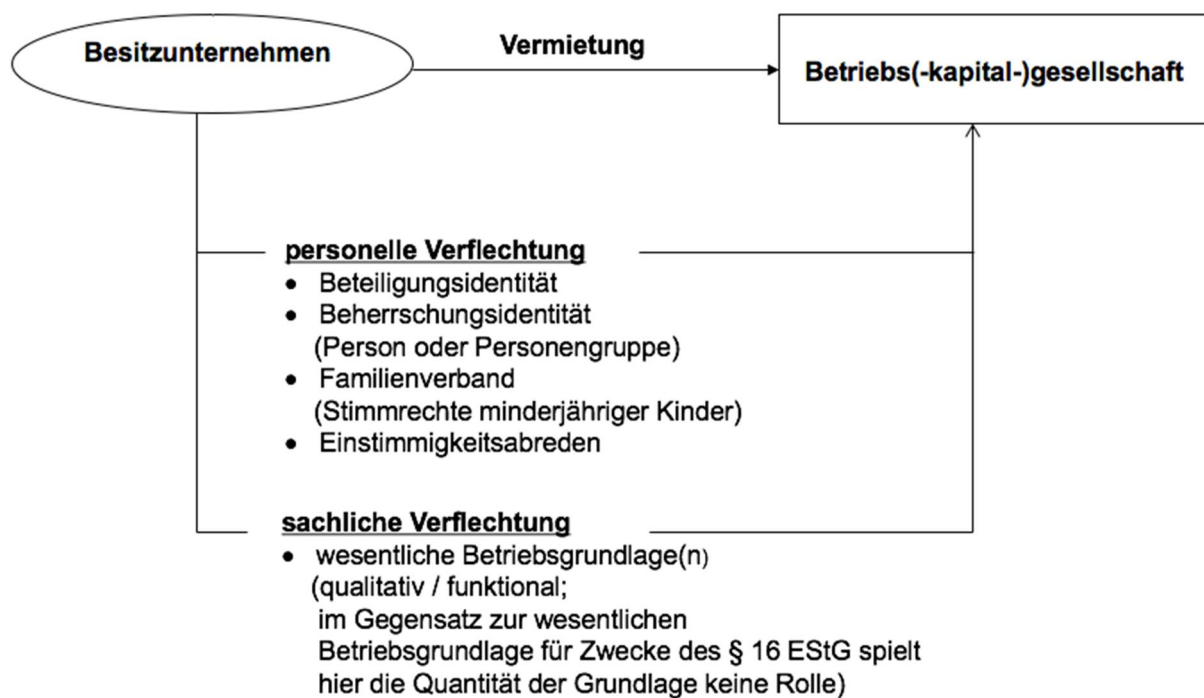 Besitzunternehmen
Vermietung
Betriebs(-kapital-)gesellschaft
personelle Verflechtung
• Beteiligungsidentität
• Beherrschungsidentität
(Person oder Personengruppe)
• Familienverband
(Stimmrechte minderjähriger Kinder)
• Einstimmigkeitsabreden
sachliche Verflechtung
• wesentliche Betriebsgrundlage(n)
(qualitativ / funktional;
im Gegensatz zur wesentlichen
Betriebsgrundlage für Zwecke des § 16 EStG spielt
hier die Quantität der Grundlage keine Rolle)